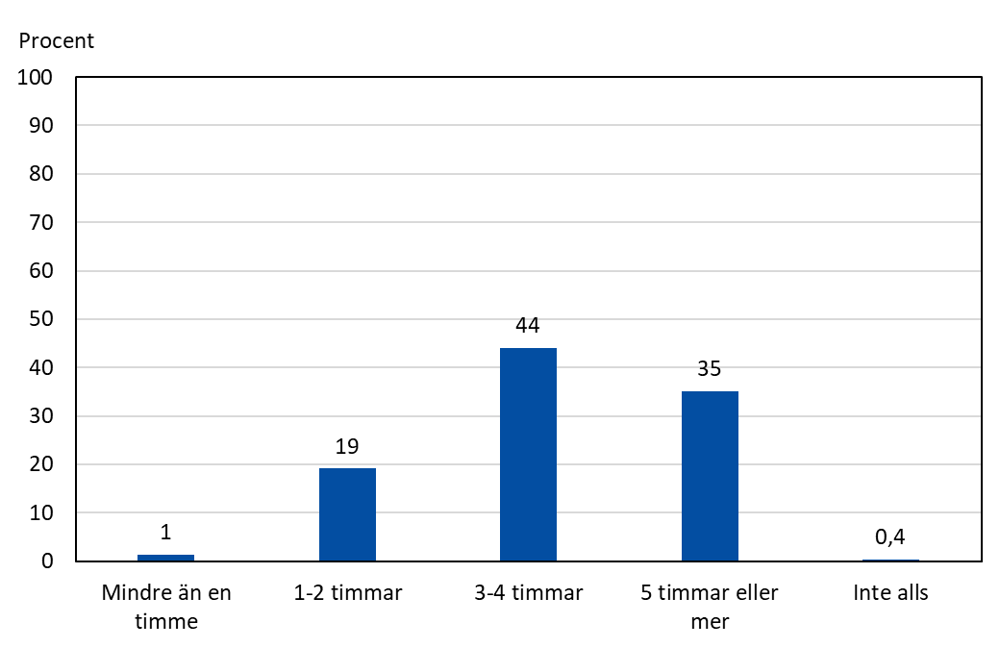 Procent
100
90
80
70
60
50
40
30
20
10
0
1
19
44
35
0,4
Mindre än en
timme
1-2 timmar
3-4 timmar
5 timmar eller
mer
Inte alls